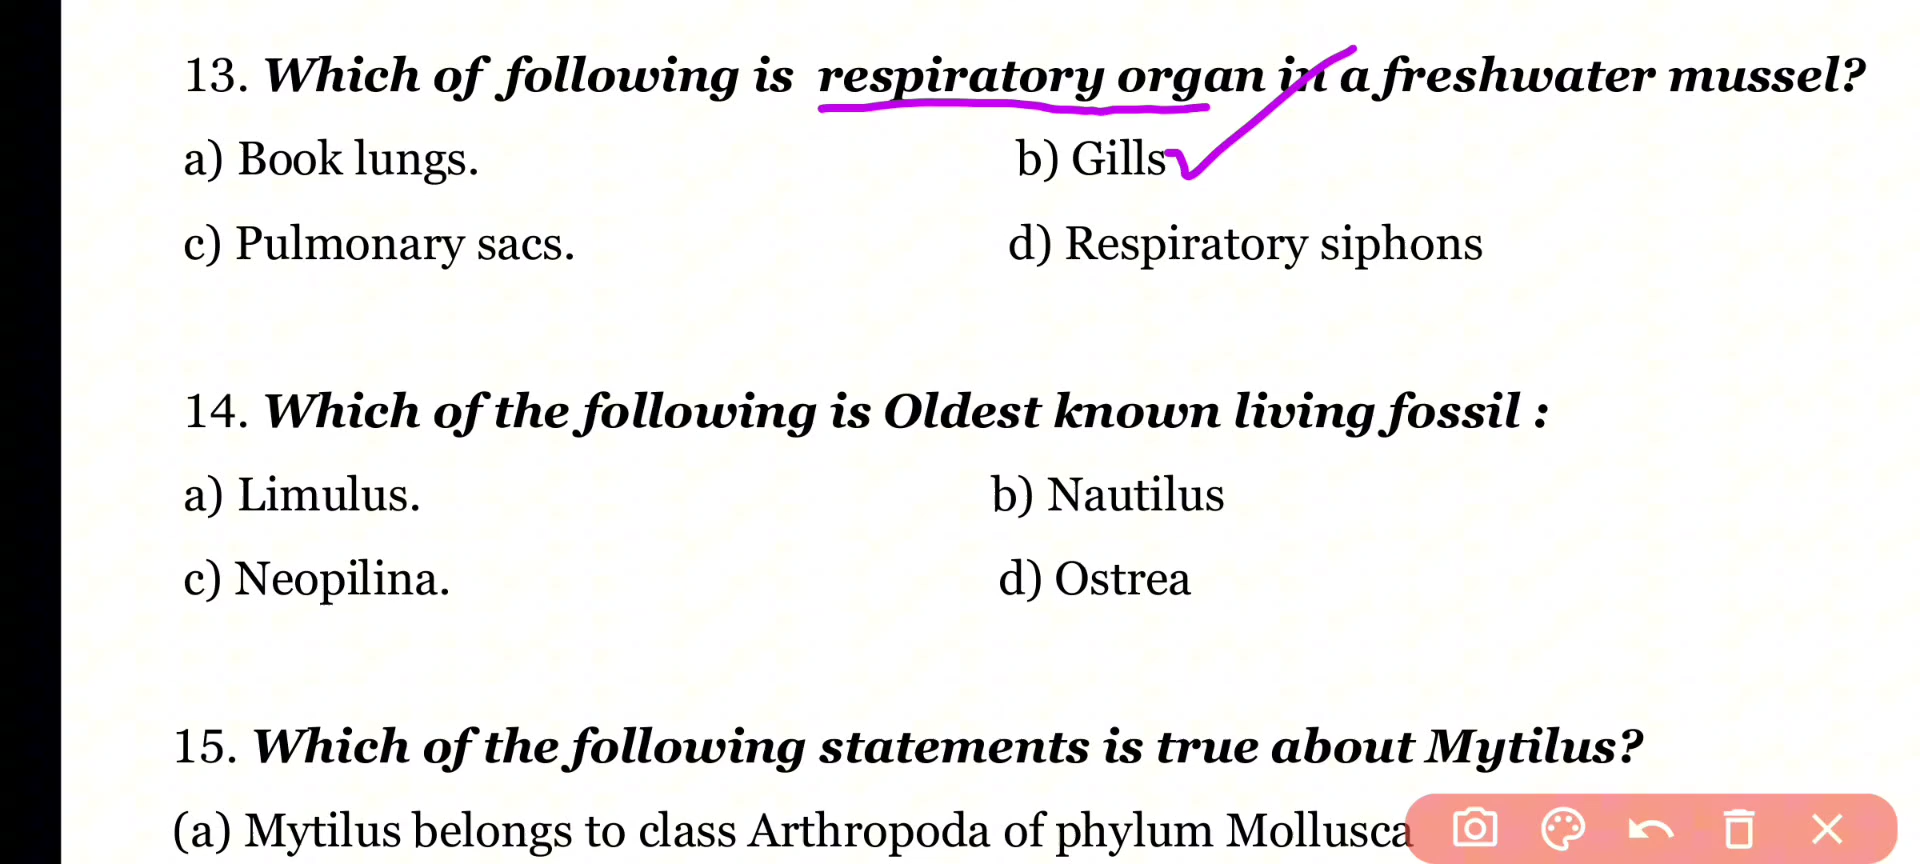 13. Which of following is respiratory organ in a freshwater mussel?
a) Book lungs. b) Gills
c) Pulmonary sacs. d) Respiratory siphons
14. Which of the following is Oldest known living fossil :
a) Limulus. b) Nautilus
c) Neopilina. d) Ostrea
15. Which of the following statements is true about Mytilus?
(a) Mytilus belongs to class Arthropoda of phylum Mollusca